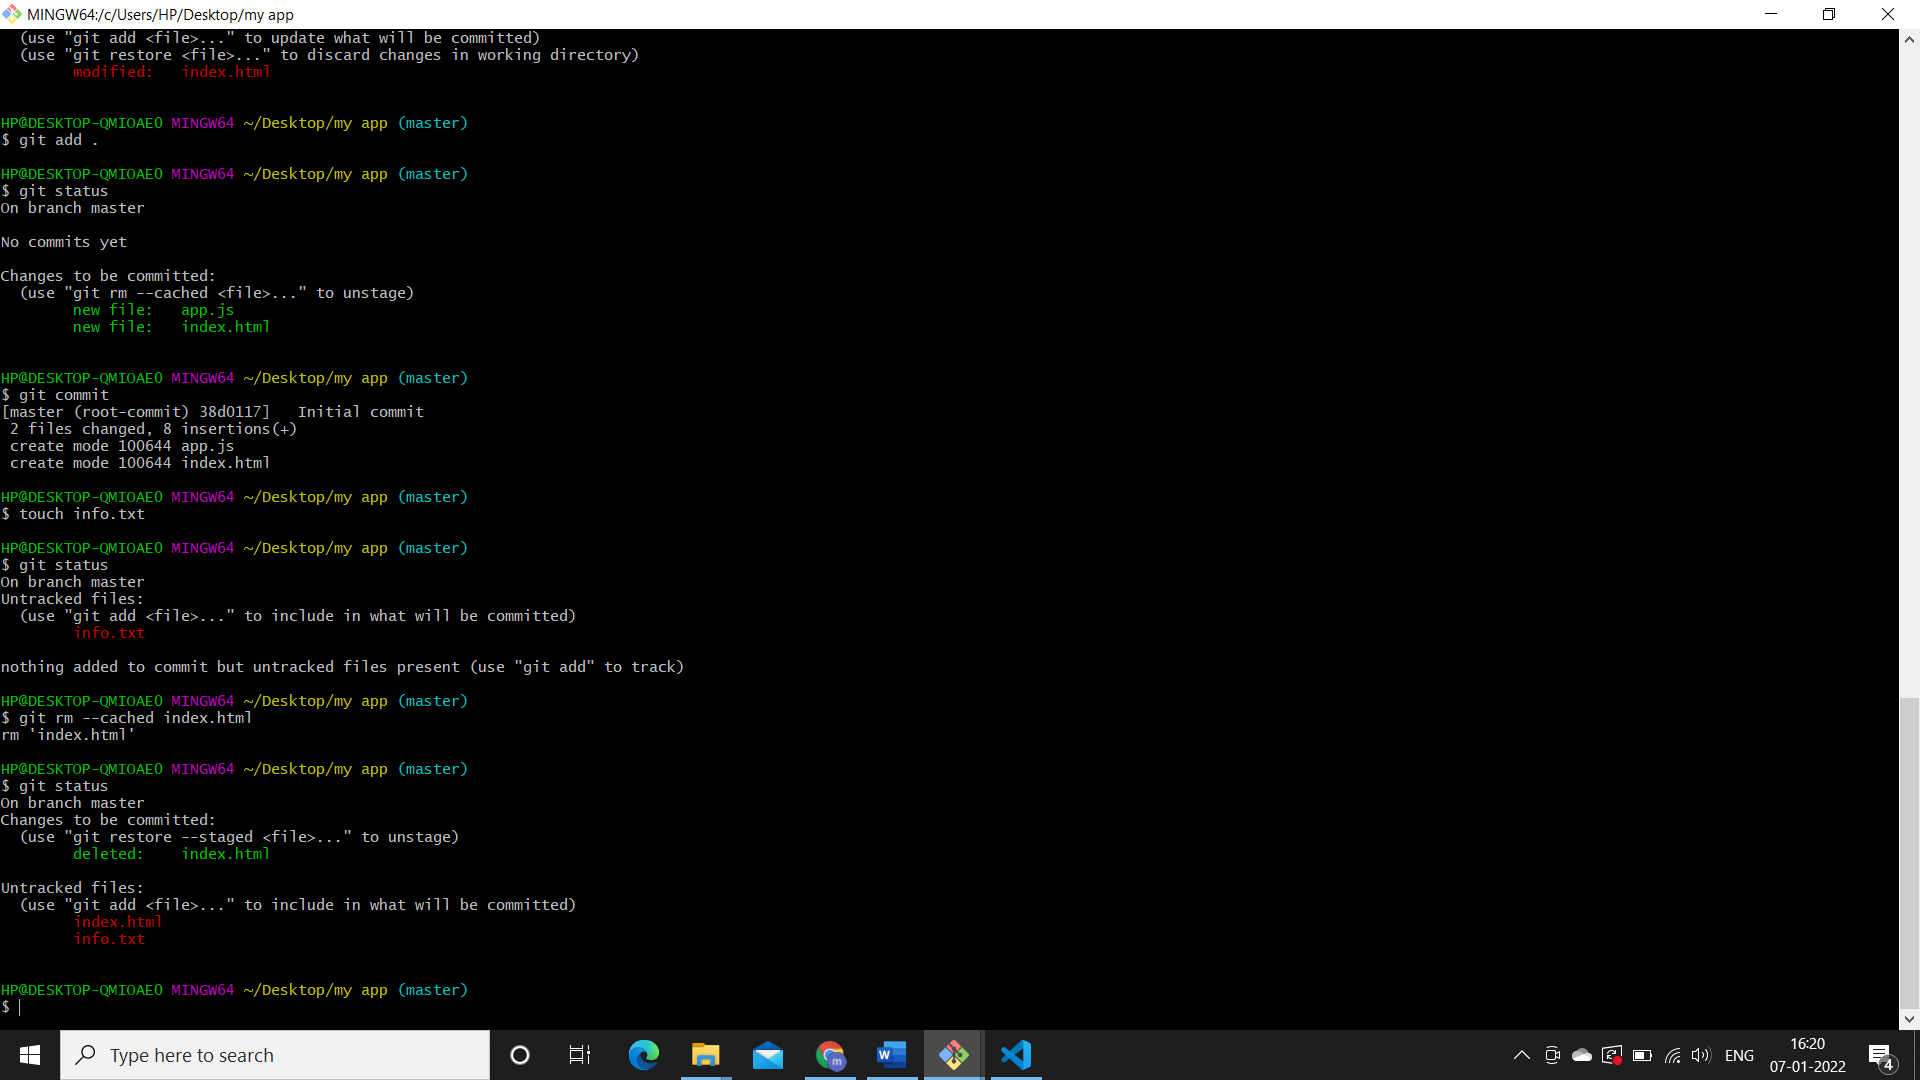 MINGW64:/c/Users/HP/Desktop/my app
(use "git add <file>..." to update what will be committed)
(use "git restore <file>..." to discard changes in working directory)
modified:   index.html
HP@DESKTOP-QMIOAEO MINGW64 ~/Desktop/my app (master)
$ git add .
HP@DESKTOP-QMIOAEO MINGW64 ~/Desktop/my app (master)
$ git status
On branch master
No commits yet
Changes to be committed:
(use "git rm --cached <file>..." to unstage)
new file:   app.js
new file:   index.html
HP@DESKTOP-QMIOAEO MINGW64 ~/Desktop/my app (master)
$ git commit
[master (root-commit) 38d0117]   Initial commit
2 files changed, 8 insertions(+)
create mode 100644 app.js
create mode 100644 index.html
HP@DESKTOP-QMIOAEO MINGW64 ~/Desktop/my app (master)
$ touch info.txt
HP@DESKTOP-QMIOAEO MINGW64 ~/Desktop/my app (master)
$ git status
On branch master
Untracked files:
(use "git add <file>..." to include in what will be committed)
info.txt
nothing added to commit but untracked files present (use "git add" to track)
HP@DESKTOP-QMIOAEO MINGW64 ~/Desktop/my app (master)
$ git rm --cached index.html
rm 'index.html'
HP@DESKTOP-QMIOAEO MINGW64 ~/Desktop/my app (master)
$ git status
On branch master
Changes to be committed:
(use "git restore --staged <file>..." to unstage)
deleted:    index.html
Untracked files:
(use "git add <file>..." to include in what will be committed)
index.html
info.txt
HP@DESKTOP-QMIOAEO MINGW64 ~/Desktop/my app (master)
$
Type here to search
ENG
16:20
07-01-2022
4